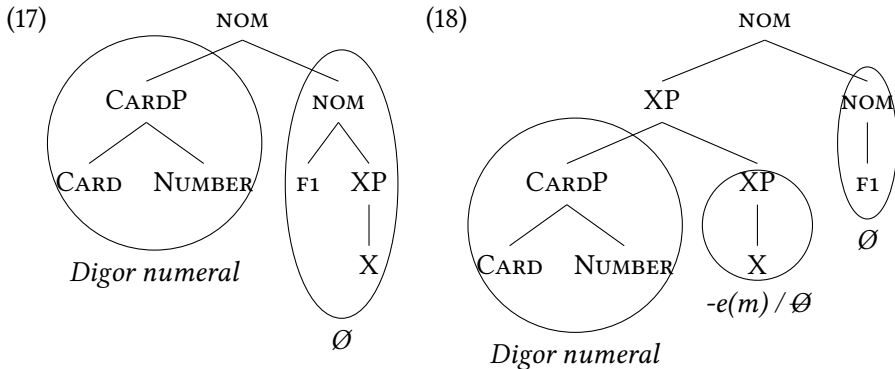 (17) NOM (18) NOM
CARDP NOM XP NOM
CARD NUMBER F1 XP CARDP XP F1
Digor numeral X CARD NUMBER X Ø
Ø -e(m) / Ø
Digor numeral